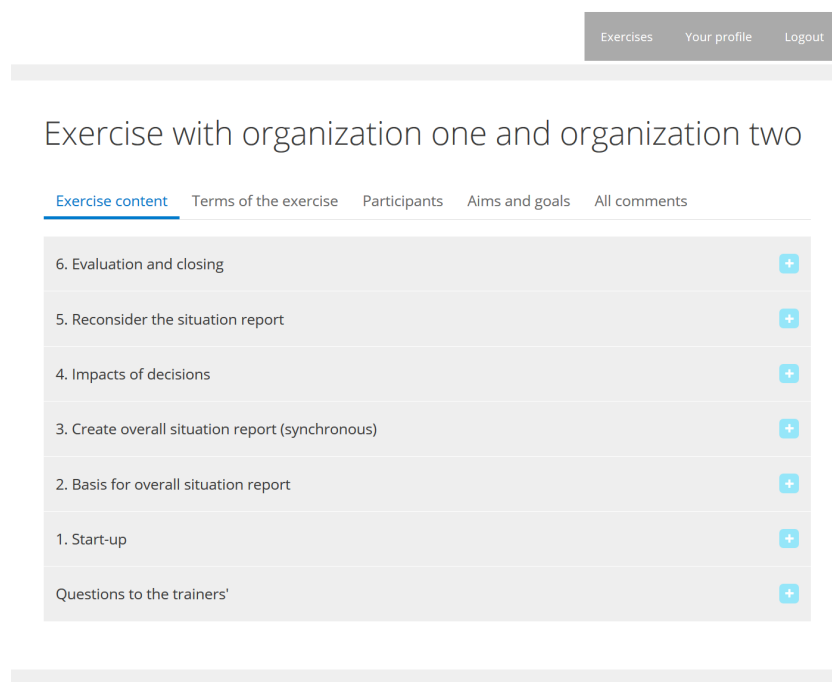 Exercises Your profile Logout
Exercise with organization one and organization two
Exercise content Terms of the exercise Participants Aims and goals All comments
6. Evaluation and closing
5. Reconsider the situation report
4. Impacts of decisions
3. Create overall situation report (synchronous)
2. Basis for overall situation report
1. Start-up
Questions to the trainers'